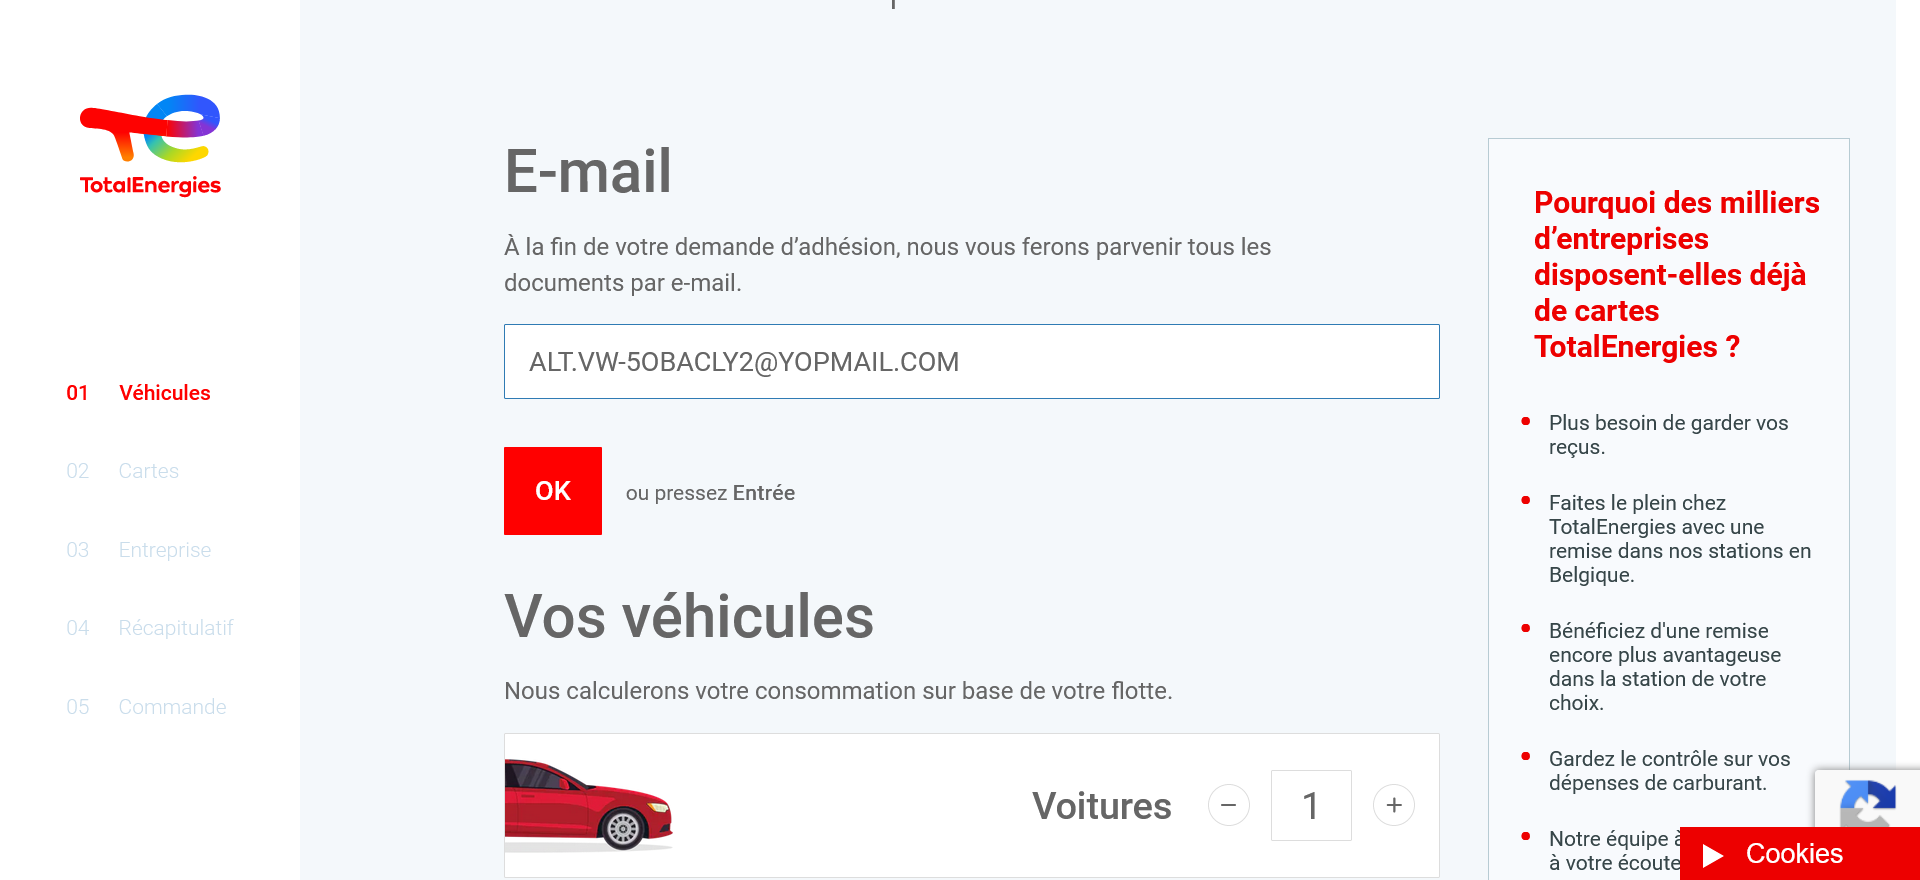 TotalEnergies
01 Véhicules
02 Cartes
03 Entreprise
04 Récapitulatif
05 Commande
E-mail
À la fin de votre demande d’adhésion, nous vous ferons parvenir tous les
documents par e-mail.
ALT.VW-5OBACLY2@YOPMAIL.COM
OK ou pressez Entrée
Vos véhicules
Nous calculerons votre consommation sur base de votre flotte.
Voitures − 1 +
Pourquoi des milliers
d’entreprises
disposent-elles déjà
de cartes
TotalEnergies ?
Plus besoin de garder vos
reçus.
Faites le plein chez
TotalEnergies avec une
remise dans nos stations en
Belgique.
Bénéficiez d'une remise
encore plus avantageuse
dans la station de votre
choix.
Gardez le contrôle sur vos
dépenses de carburant.
Notre équipe à
à votre écoute
Cookies